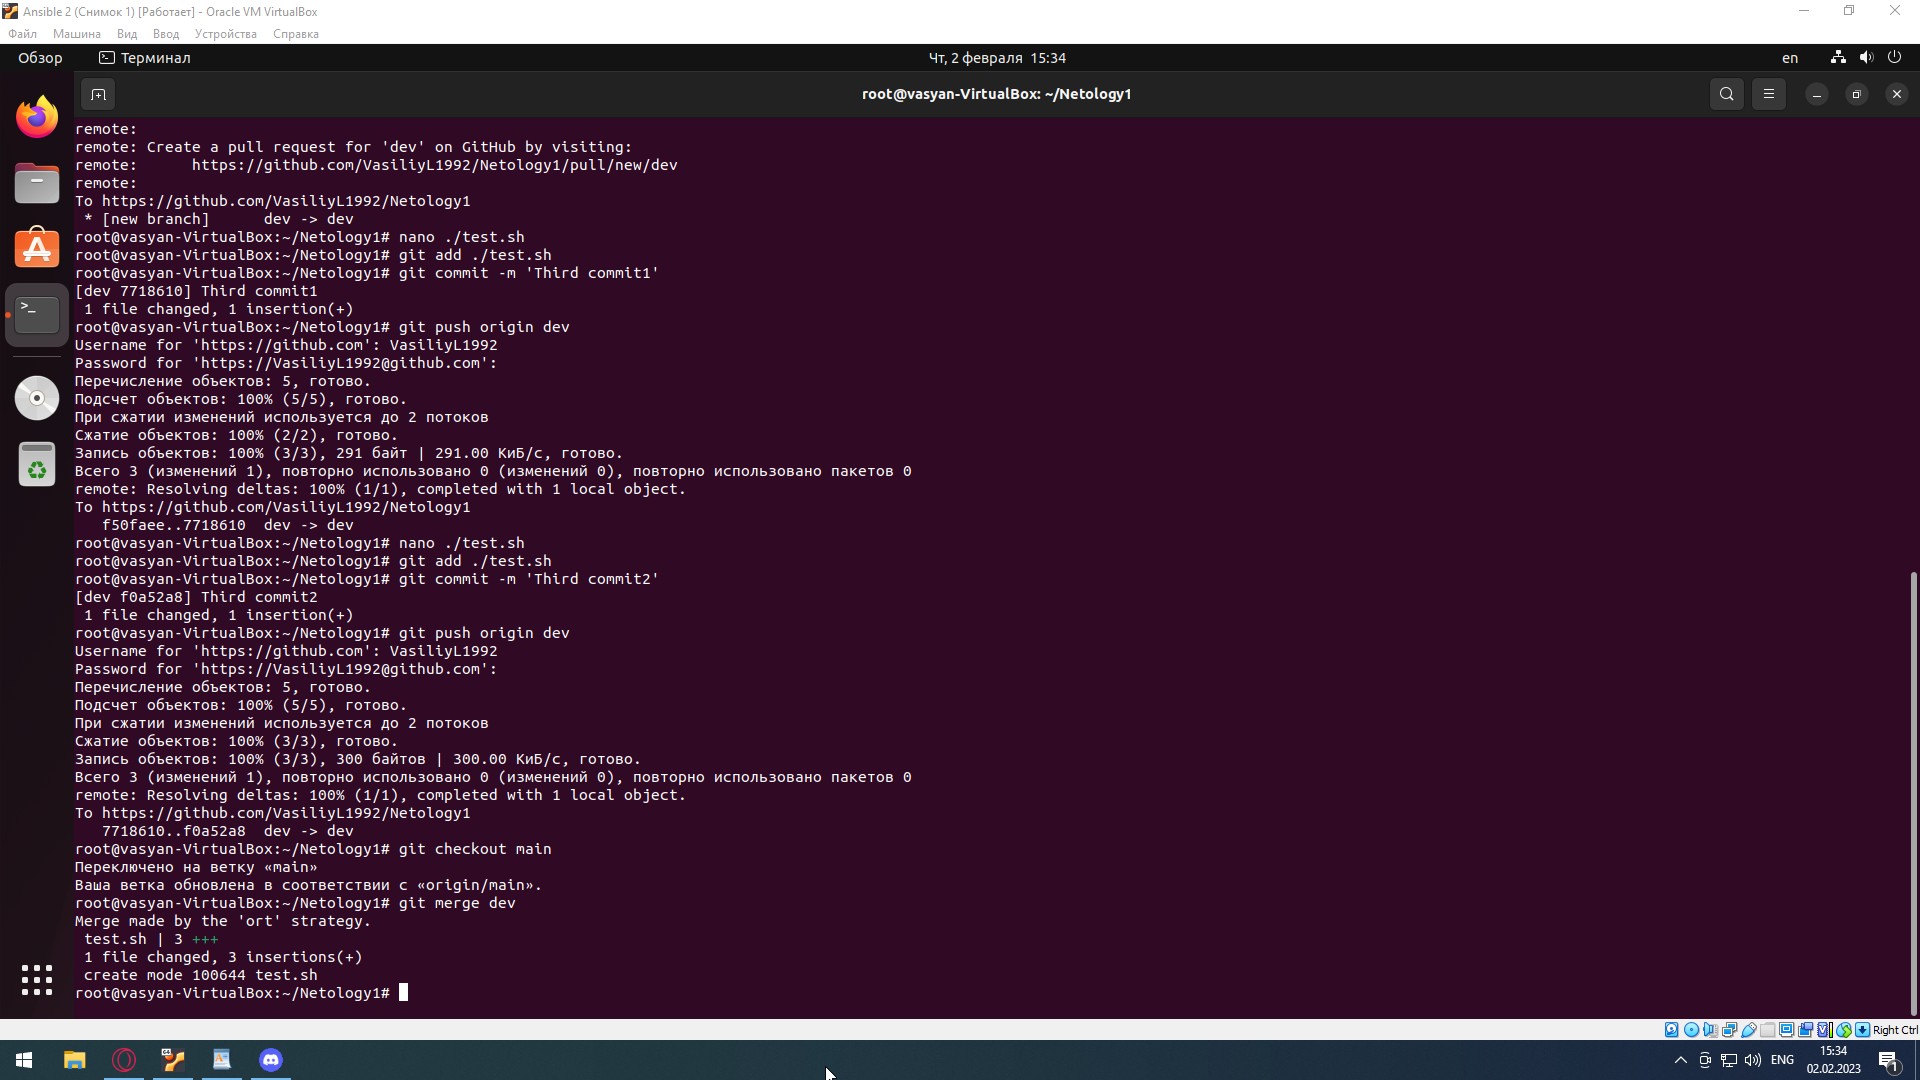 Ansible 2 (Снимок 1) [Работает] - Oracle VM VirtualBox
Файл Машина Вид Ввод Устройства Справка
Обзор Терминал Чт, 2 февраля 15:34 en
root@vasyan-VirtualBox: ~/Netology1
remote:
remote: Create a pull request for 'dev' on GitHub by visiting:
remote:      https://github.com/VasiliyL1992/Netology1/pull/new/dev
remote:
To https://github.com/VasiliyL1992/Netology1
 * [new branch]      dev -> dev
root@vasyan-VirtualBox:~/Netology1# nano ./test.sh
root@vasyan-VirtualBox:~/Netology1# git add ./test.sh
root@vasyan-VirtualBox:~/Netology1# git commit -m 'Third commit1'
[dev 7718610] Third commit1
 1 file changed, 1 insertion(+)
root@vasyan-VirtualBox:~/Netology1# git push origin dev
Username for 'https://github.com': VasiliyL1992
Password for 'https://VasiliyL1992@github.com':
Перечисление объектов: 5, готово.
Подсчет объектов: 100% (5/5), готово.
При сжатии изменений используется до 2 потоков
Сжатие объектов: 100% (2/2), готово.
Запись объектов: 100% (3/3), 291 байт | 291.00 КиБ/с, готово.
Всего 3 (изменений 1), повторно использовано 0 (изменений 0), повторно использовано пакетов 0
remote: Resolving deltas: 100% (1/1), completed with 1 local object.
To https://github.com/VasiliyL1992/Netology1
   f50faee..7718610  dev -> dev
root@vasyan-VirtualBox:~/Netology1# nano ./test.sh
root@vasyan-VirtualBox:~/Netology1# git add ./test.sh
root@vasyan-VirtualBox:~/Netology1# git commit -m 'Third commit2'
[dev f0a52a8] Third commit2
 1 file changed, 1 insertion(+)
root@vasyan-VirtualBox:~/Netology1# git push origin dev
Username for 'https://github.com': VasiliyL1992
Password for 'https://VasiliyL1992@github.com':
Перечисление объектов: 5, готово.
Подсчет объектов: 100% (5/5), готово.
При сжатии изменений используется до 2 потоков
Сжатие объектов: 100% (3/3), готово.
Запись объектов: 100% (3/3), 300 байтов | 300.00 КиБ/с, готово.
Всего 3 (изменений 1), повторно использовано 0 (изменений 0), повторно использовано пакетов 0
remote: Resolving deltas: 100% (1/1), completed with 1 local object.
To https://github.com/VasiliyL1992/Netology1
   7718610..f0a52a8  dev -> dev
root@vasyan-VirtualBox:~/Netology1# git checkout main
Переключено на ветку «main»
Ваша ветка обновлена в соответствии с «origin/main».
root@vasyan-VirtualBox:~/Netology1# git merge dev
Merge made by the 'ort' strategy.
 test.sh | 3 +++
 1 file changed, 3 insertions(+)
 create mode 100644 test.sh
root@vasyan-VirtualBox:~/Netology1#
Right Ctrl
ENG
15:34
02.02.2023
1